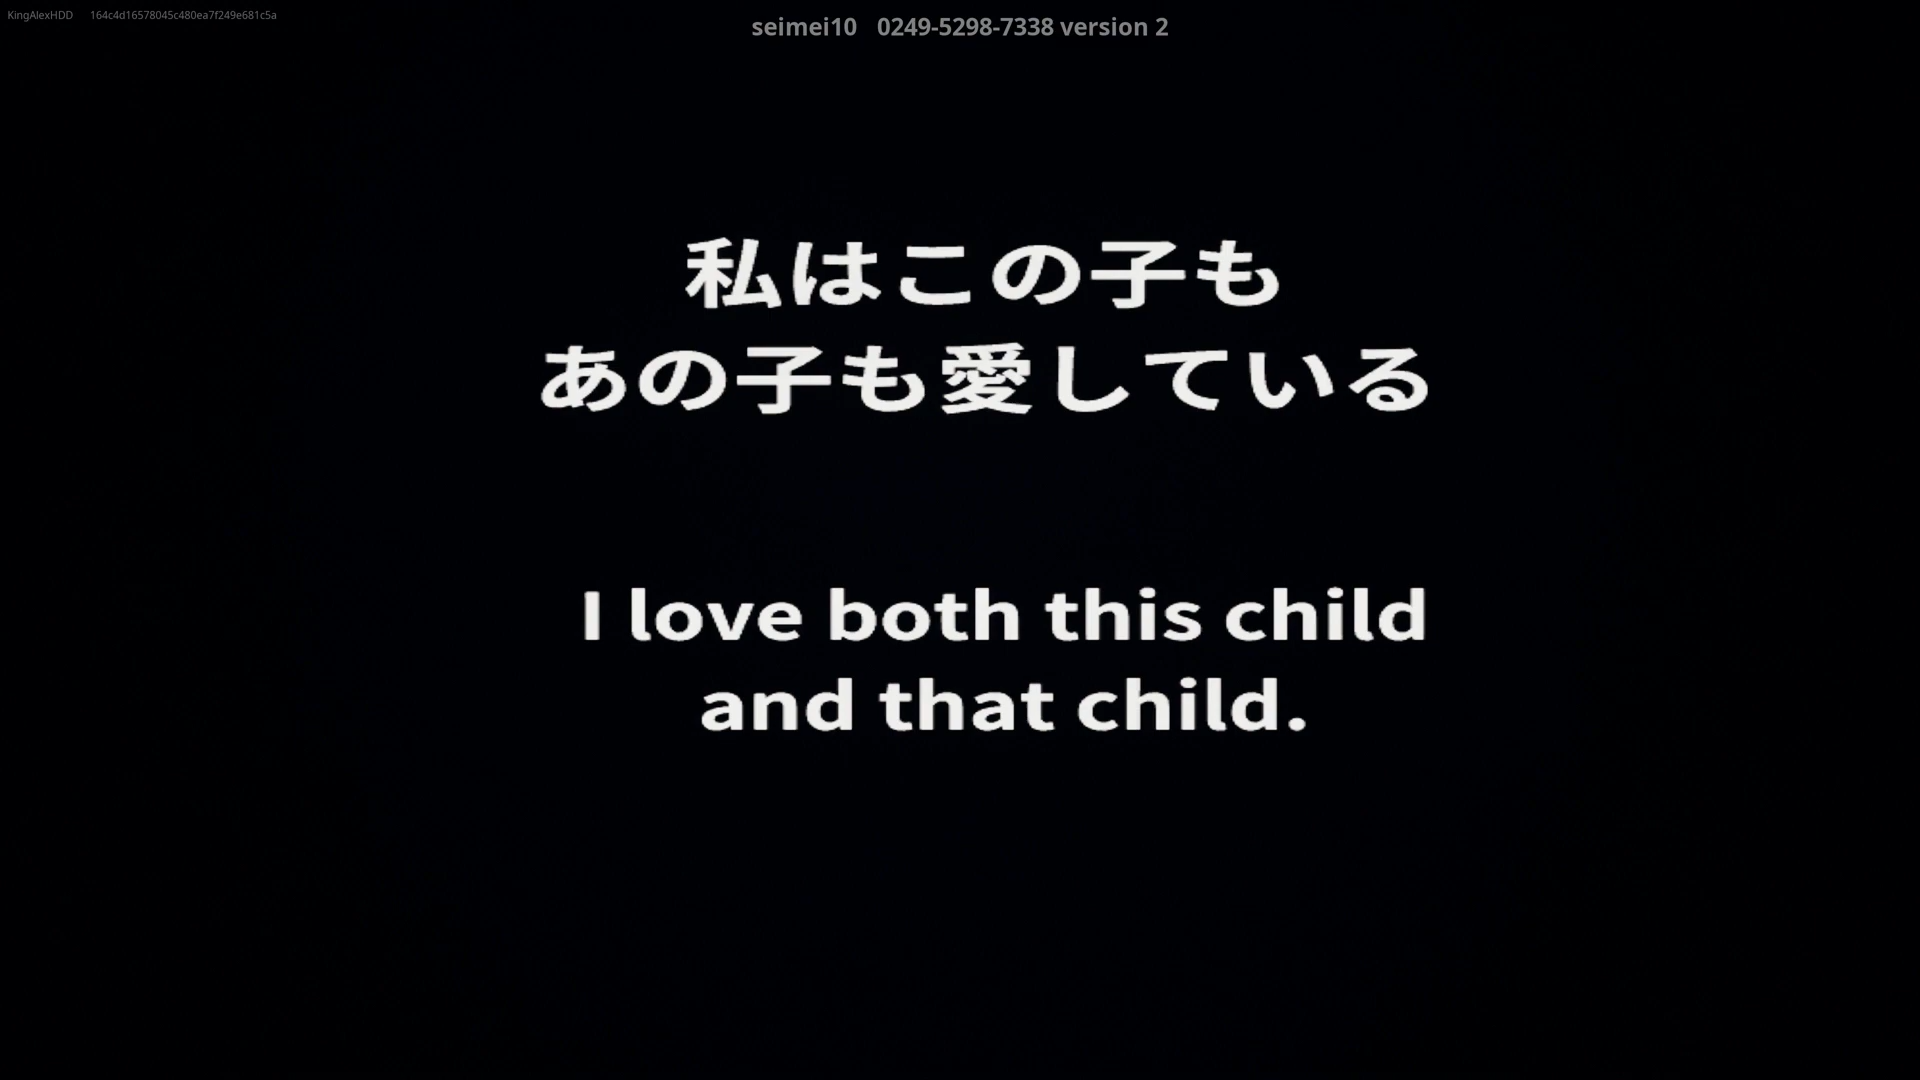 KingAlexHDD 164c4d16578045c480ea7f249e681c5a
seimei10 0249-5298-7338 version 2
私はこの子も
あの子も愛している
I love both this child
and that child.